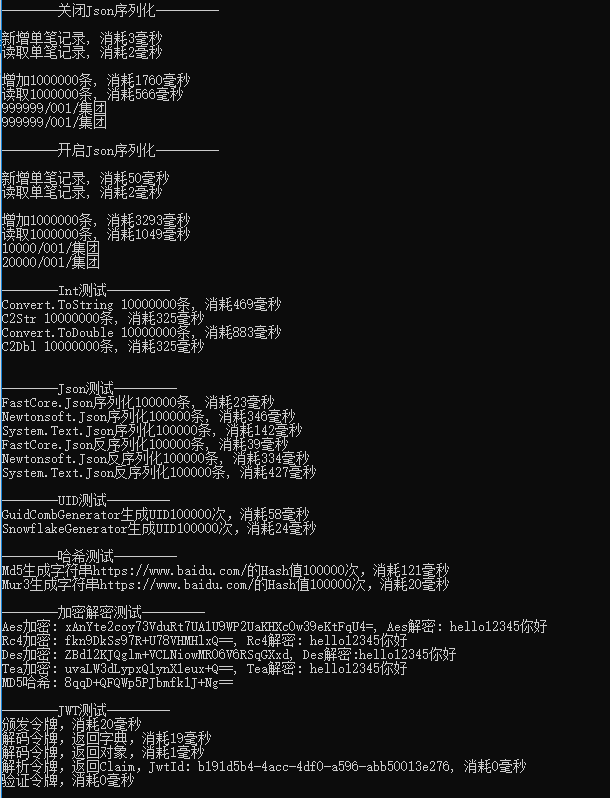 ————————关闭Json序列化—————————
新增单笔记录, 消耗3毫秒
读取单笔记录, 消耗2毫秒
增加1000000条, 消耗1760毫秒
读取1000000条, 消耗566毫秒
999999/001/集团
999999/001/集团
————————开启Json序列化—————————
新增单笔记录, 消耗50毫秒
读取单笔记录, 消耗2毫秒
增加1000000条, 消耗3293毫秒
读取1000000条, 消耗1049毫秒
10000/001/集团
20000/001/集团
————————Int测试—————————
Convert.ToString 10000000条, 消耗469毫秒
C2Str 10000000条, 消耗325毫秒
Convert.ToDouble 10000000条, 消耗883毫秒
C2Dbl 10000000条, 消耗325毫秒
————————Json测试—————————
FastCore.Json序列化100000条, 消耗23毫秒
Newtonsoft.Json序列化100000条, 消耗346毫秒
System.Text.Json序列化100000条, 消耗142毫秒
FastCore.Json反序列化100000条, 消耗39毫秒
Newtonsoft.Json反序列化100000条, 消耗334毫秒
System.Text.Json反序列化100000条, 消耗427毫秒
————————UID测试—————————
GuidCombGenerator生成UID100000次, 消耗58毫秒
SnowflakeGenerator生成UID100000次, 消耗24毫秒
————————哈希测试—————————
Md5生成字符串https://www.baidu.com/的Hash值100000次, 消耗121毫秒
Mur3生成字符串https://www.baidu.com/的Hash值100000次, 消耗20毫秒
————————加密解密测试—————————
Aes加密: xAnYte2coy73VduRt7UA1U9WP2UaKHXcOw39eKtFqU4=, Aes解密: hello12345你好
Rc4加密: fkn9DkSs97R+U78VHMHlxQ==, Rc4解密: hello12345你好
Des加密: ZBd12KJQglm+VCLNiowMRO6V6RSqGXxd, Des解密:hello12345你好
Tea加密: uvaLW3dLypxQ1ynX1eux+Q==, Tea解密: hello12345你好
MD5哈希: 8qqD+QFQWp5PJbmfk1J+Ng==
————————JWT测试—————————
颁发令牌, 消耗20毫秒
解码令牌, 返回字典, 消耗19毫秒
解码令牌, 返回对象, 消耗1毫秒
解析令牌, 返回Claim, JwtId: b191d5b4-4acc-4df0-a596-abb50013e276, 消耗0毫秒
验证令牌, 消耗0毫秒